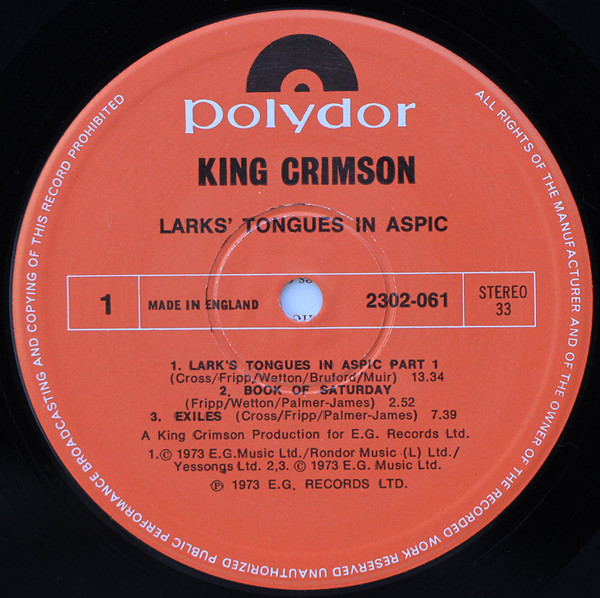 polydor
KING CRIMSON
LARKS' TONGUES IN ASPIC
1
MADE IN ENGLAND
2302-061
STEREO
33
1. LARK'S TONGUES IN ASPIC PART 1
(Cross/Fripp/Wetton/Bruford/Muir) 13.34
2. BOOK OF SATURDAY
(Fripp/Wetton/Palmer-James) 2.52
3. EXILES (Cross/Fripp/Palmer-James) 7.39
A King Crimson Production for E.G. Records Ltd.
1.© 1973 E.G.Music Ltd./Rondor Music (L) Ltd./
Yessongs Ltd. 2,3. © 1973 E.G. Music Ltd.
℗ 1973 E.G. RECORDS LTD.
ALL RIGHTS OF THE MANUFACTURER AND OF THE OWNER OF THE RECORDED WORK RESERVED UNAUTHORIZED PUBLIC PERFORMANCE BROADCASTING AND COPYING OF THIS RECORD PROHIBITED